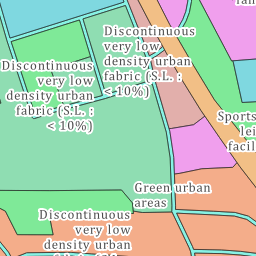 Discontinuous
very low
density urban
fabric (S.L. :
< 10%)
Discontinuous
very low
density urban
fabric (S.L. :
< 10%)
Sports
lei
facil
Green urban
areas
Discontinuous
very low
density urban